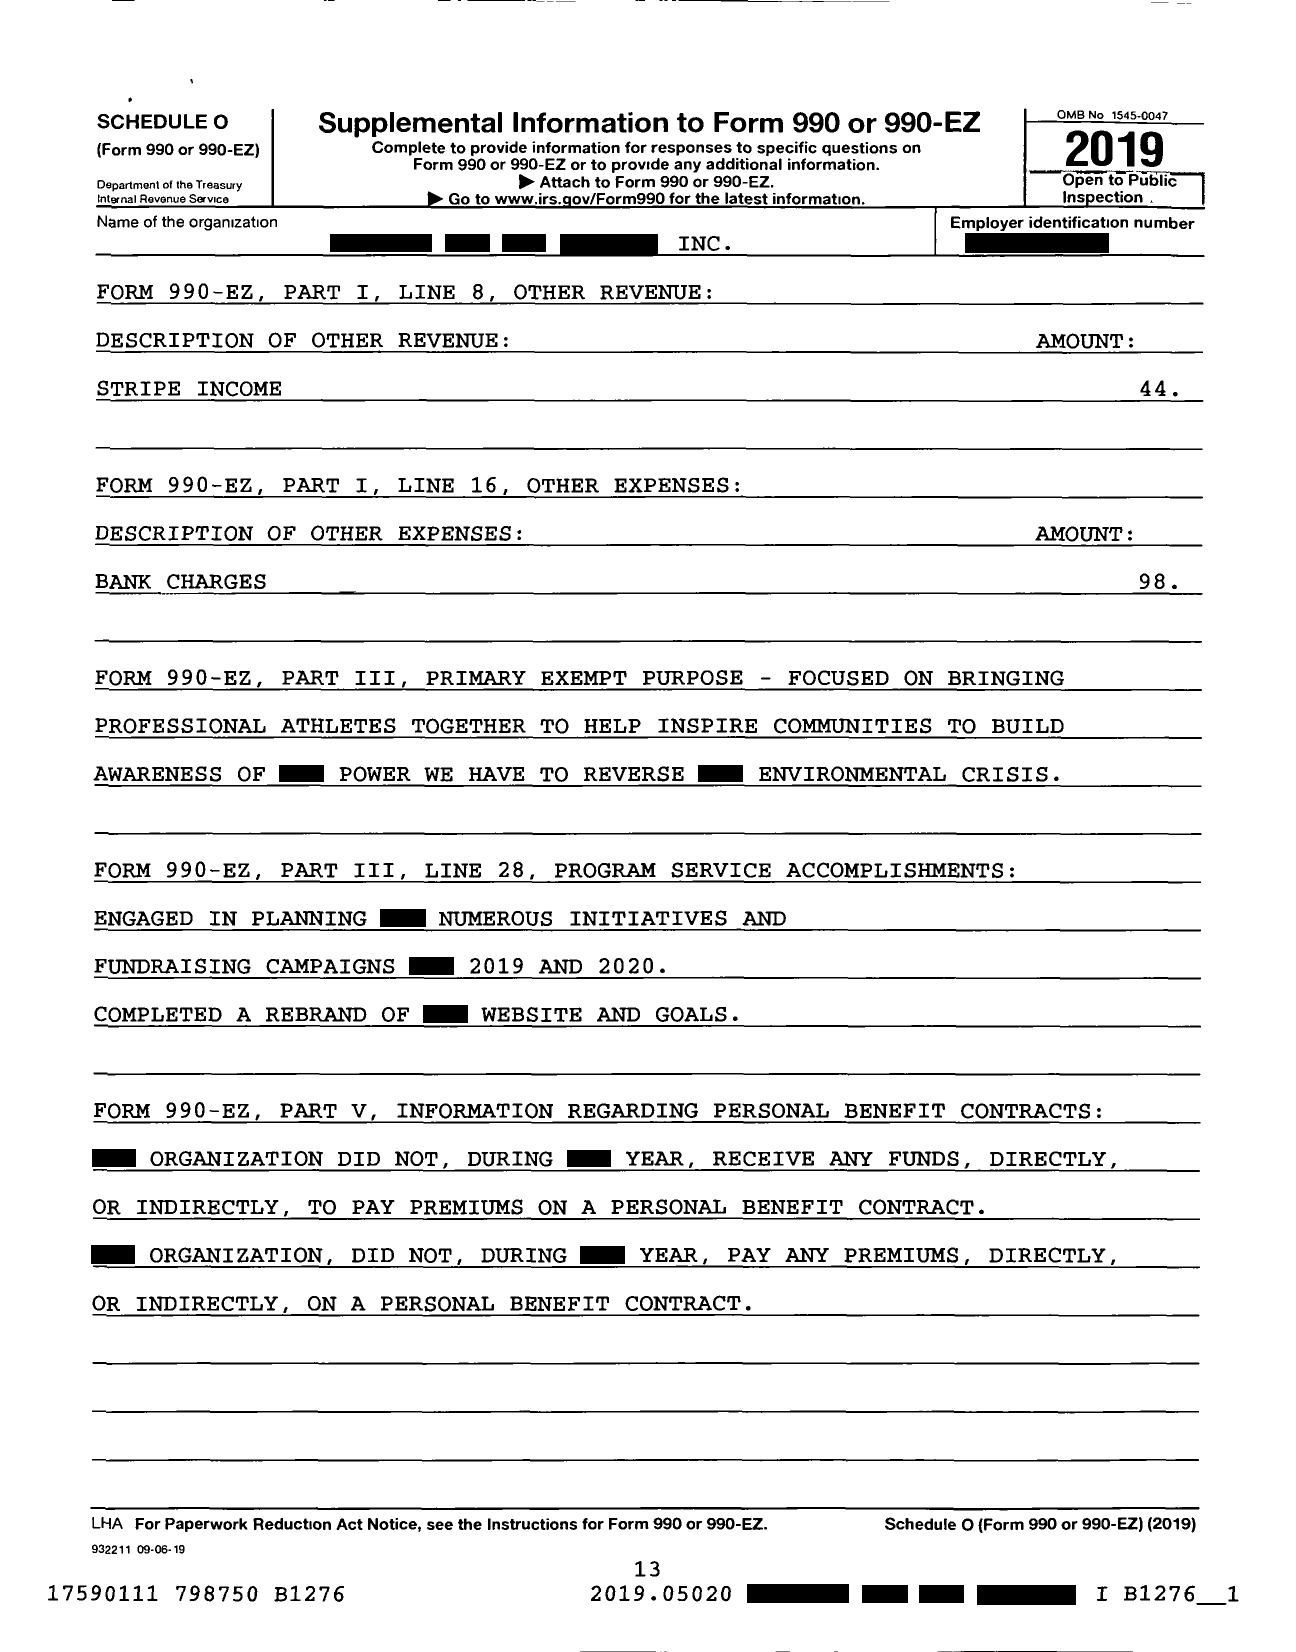 SCHEDULE O
(Form 990 or 990-EZ)
Department of the Treasury
Internal Revenue Service
Supplemental Information to Form 990 or 990-EZ
Complete to provide information for responses to specific questions on
Form 990 or 990-EZ or to provide any additional information.
▶ Attach to Form 990 or 990-EZ.
▶ Go to www.irs.gov/Form990 for the latest information.
OMB No 1545-0047
2019
Open to Public
Inspection
Name of the organization
INC.
Employer identification number
FORM 990-EZ, PART I, LINE 8, OTHER REVENUE:
DESCRIPTION OF OTHER REVENUE: AMOUNT:
STRIPE INCOME 44.
FORM 990-EZ, PART I, LINE 16, OTHER EXPENSES:
DESCRIPTION OF OTHER EXPENSES: AMOUNT:
BANK CHARGES 98.
FORM 990-EZ, PART III, PRIMARY EXEMPT PURPOSE - FOCUSED ON BRINGING
PROFESSIONAL ATHLETES TOGETHER TO HELP INSPIRE COMMUNITIES TO BUILD
AWARENESS OF POWER WE HAVE TO REVERSE ENVIRONMENTAL CRISIS.
FORM 990-EZ, PART III, LINE 28, PROGRAM SERVICE ACCOMPLISHMENTS:
ENGAGED IN PLANNING NUMEROUS INITIATIVES AND
FUNDRAISING CAMPAIGNS 2019 AND 2020.
COMPLETED A REBRAND OF WEBSITE AND GOALS.
FORM 990-EZ, PART V, INFORMATION REGARDING PERSONAL BENEFIT CONTRACTS:
ORGANIZATION DID NOT, DURING YEAR, RECEIVE ANY FUNDS, DIRECTLY,
OR INDIRECTLY, TO PAY PREMIUMS ON A PERSONAL BENEFIT CONTRACT.
ORGANIZATION, DID NOT, DURING YEAR, PAY ANY PREMIUMS, DIRECTLY,
OR INDIRECTLY, ON A PERSONAL BENEFIT CONTRACT.
LHA For Paperwork Reduction Act Notice, see the Instructions for Form 990 or 990-EZ. Schedule O (Form 990 or 990-EZ) (2019)
932211 09-06-19
13
17590111 798750 B1276 2019.05020 I B1276__1